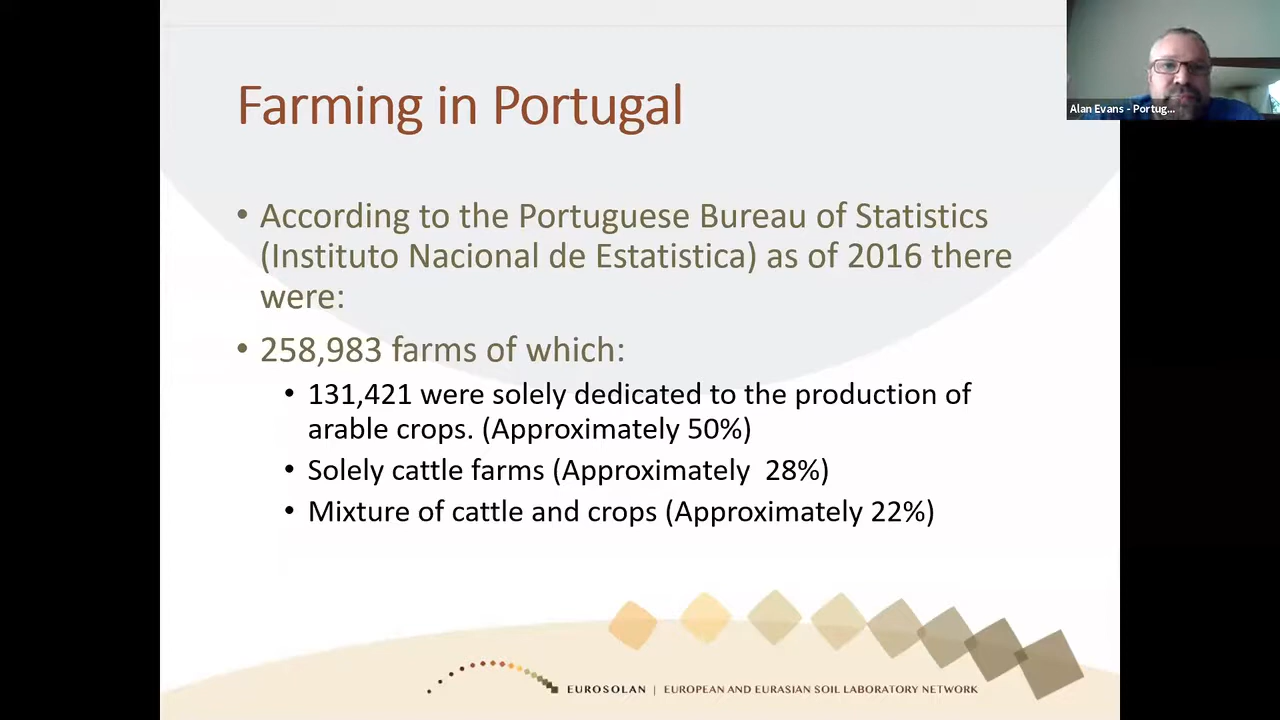 Farming in Portugal
Alan Evans - Portug...
• According to the Portuguese Bureau of Statistics
(Instituto Nacional de Estatistica) as of 2016 there
were:
• 258,983 farms of which:
• 131,421 were solely dedicated to the production of
arable crops. (Approximately 50%)
• Solely cattle farms (Approximately  28%)
• Mixture of cattle and crops (Approximately 22%)
EUROSOLAN | EUROPEAN AND EURASIAN SOIL LABORATORY NETWORK